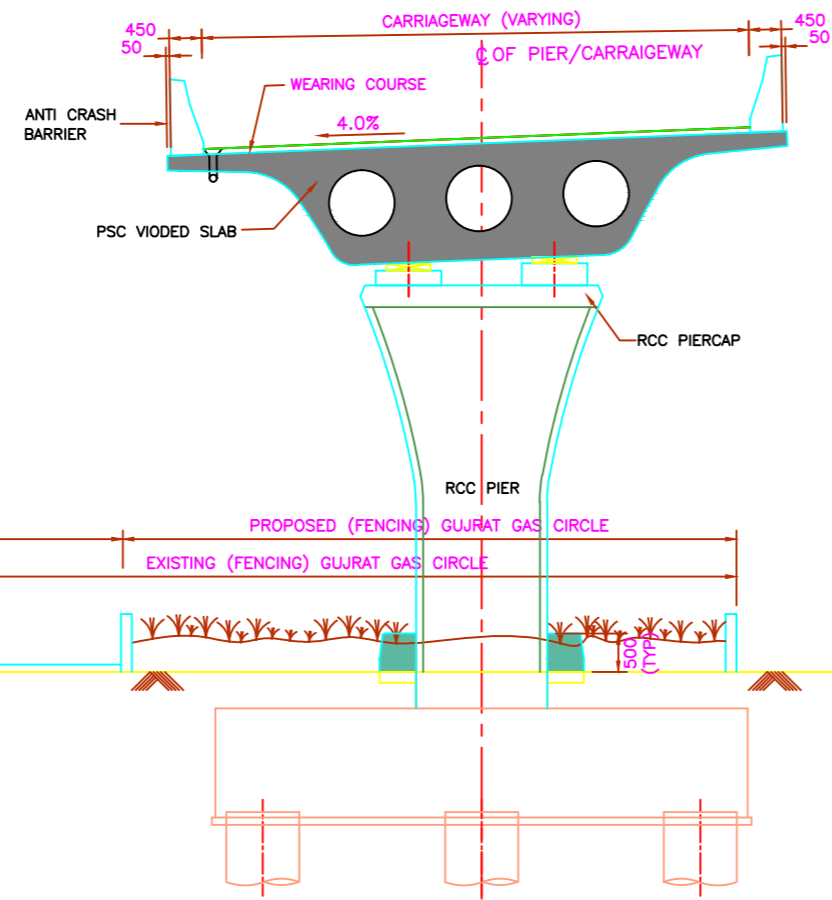 CARRIAGEWAY (VARYING)
450
50
450
50
℄ OF PIER/CARRAIGEWAY
WEARING COURSE
ANTI CRASH
BARRIER
4.0%
PSC VIODED SLAB
RCC PIERCAP
RCC PIER
PROPOSED (FENCING) GUJRAT GAS CIRCLE
EXISTING (FENCING) GUJRAT GAS CIRCLE
500
(TYP)